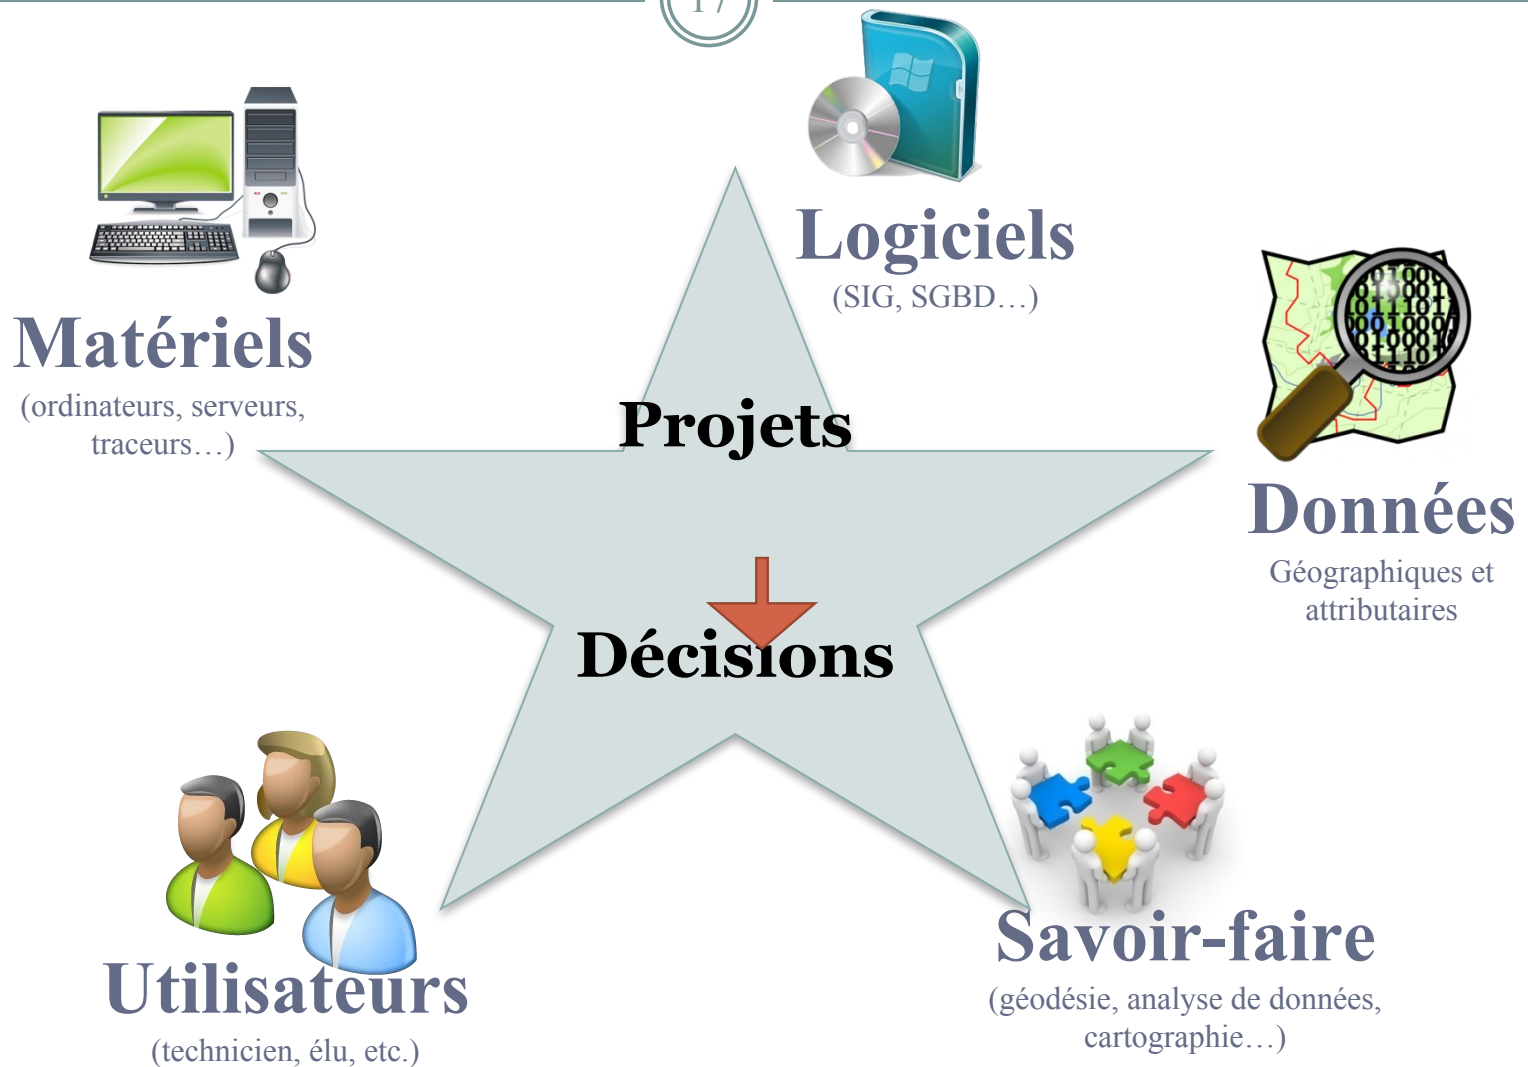 17
Logiciels
(SIG, SGBD…)
Matériels
(ordinateurs, serveurs,
traceurs…)
Projets
Données
Géographiques et
attributaires
Décisions
Utilisateurs
(technicien, élu, etc.)
Savoir-faire
(géodésie, analyse de données,
cartographie…)